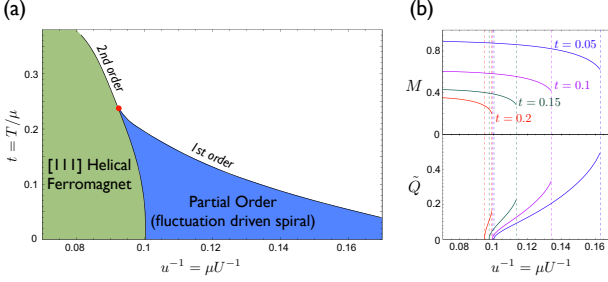 (a)
2nd order
1st order
[111] Helical
Ferromagnet
Partial Order
(fluctuation driven spiral)
t = T/μ
0.3
0.2
0.1
0
0.08
0.1
0.12
0.14
0.16
u⁻¹ = μU⁻¹
(b)
M
0.8
0.4
0
t = 0.05
t = 0.1
t = 0.15
t = 0.2
Q̃
0.4
0.2
0
0.08
0.1
0.12
0.14
0.16
u⁻¹ = μU⁻¹